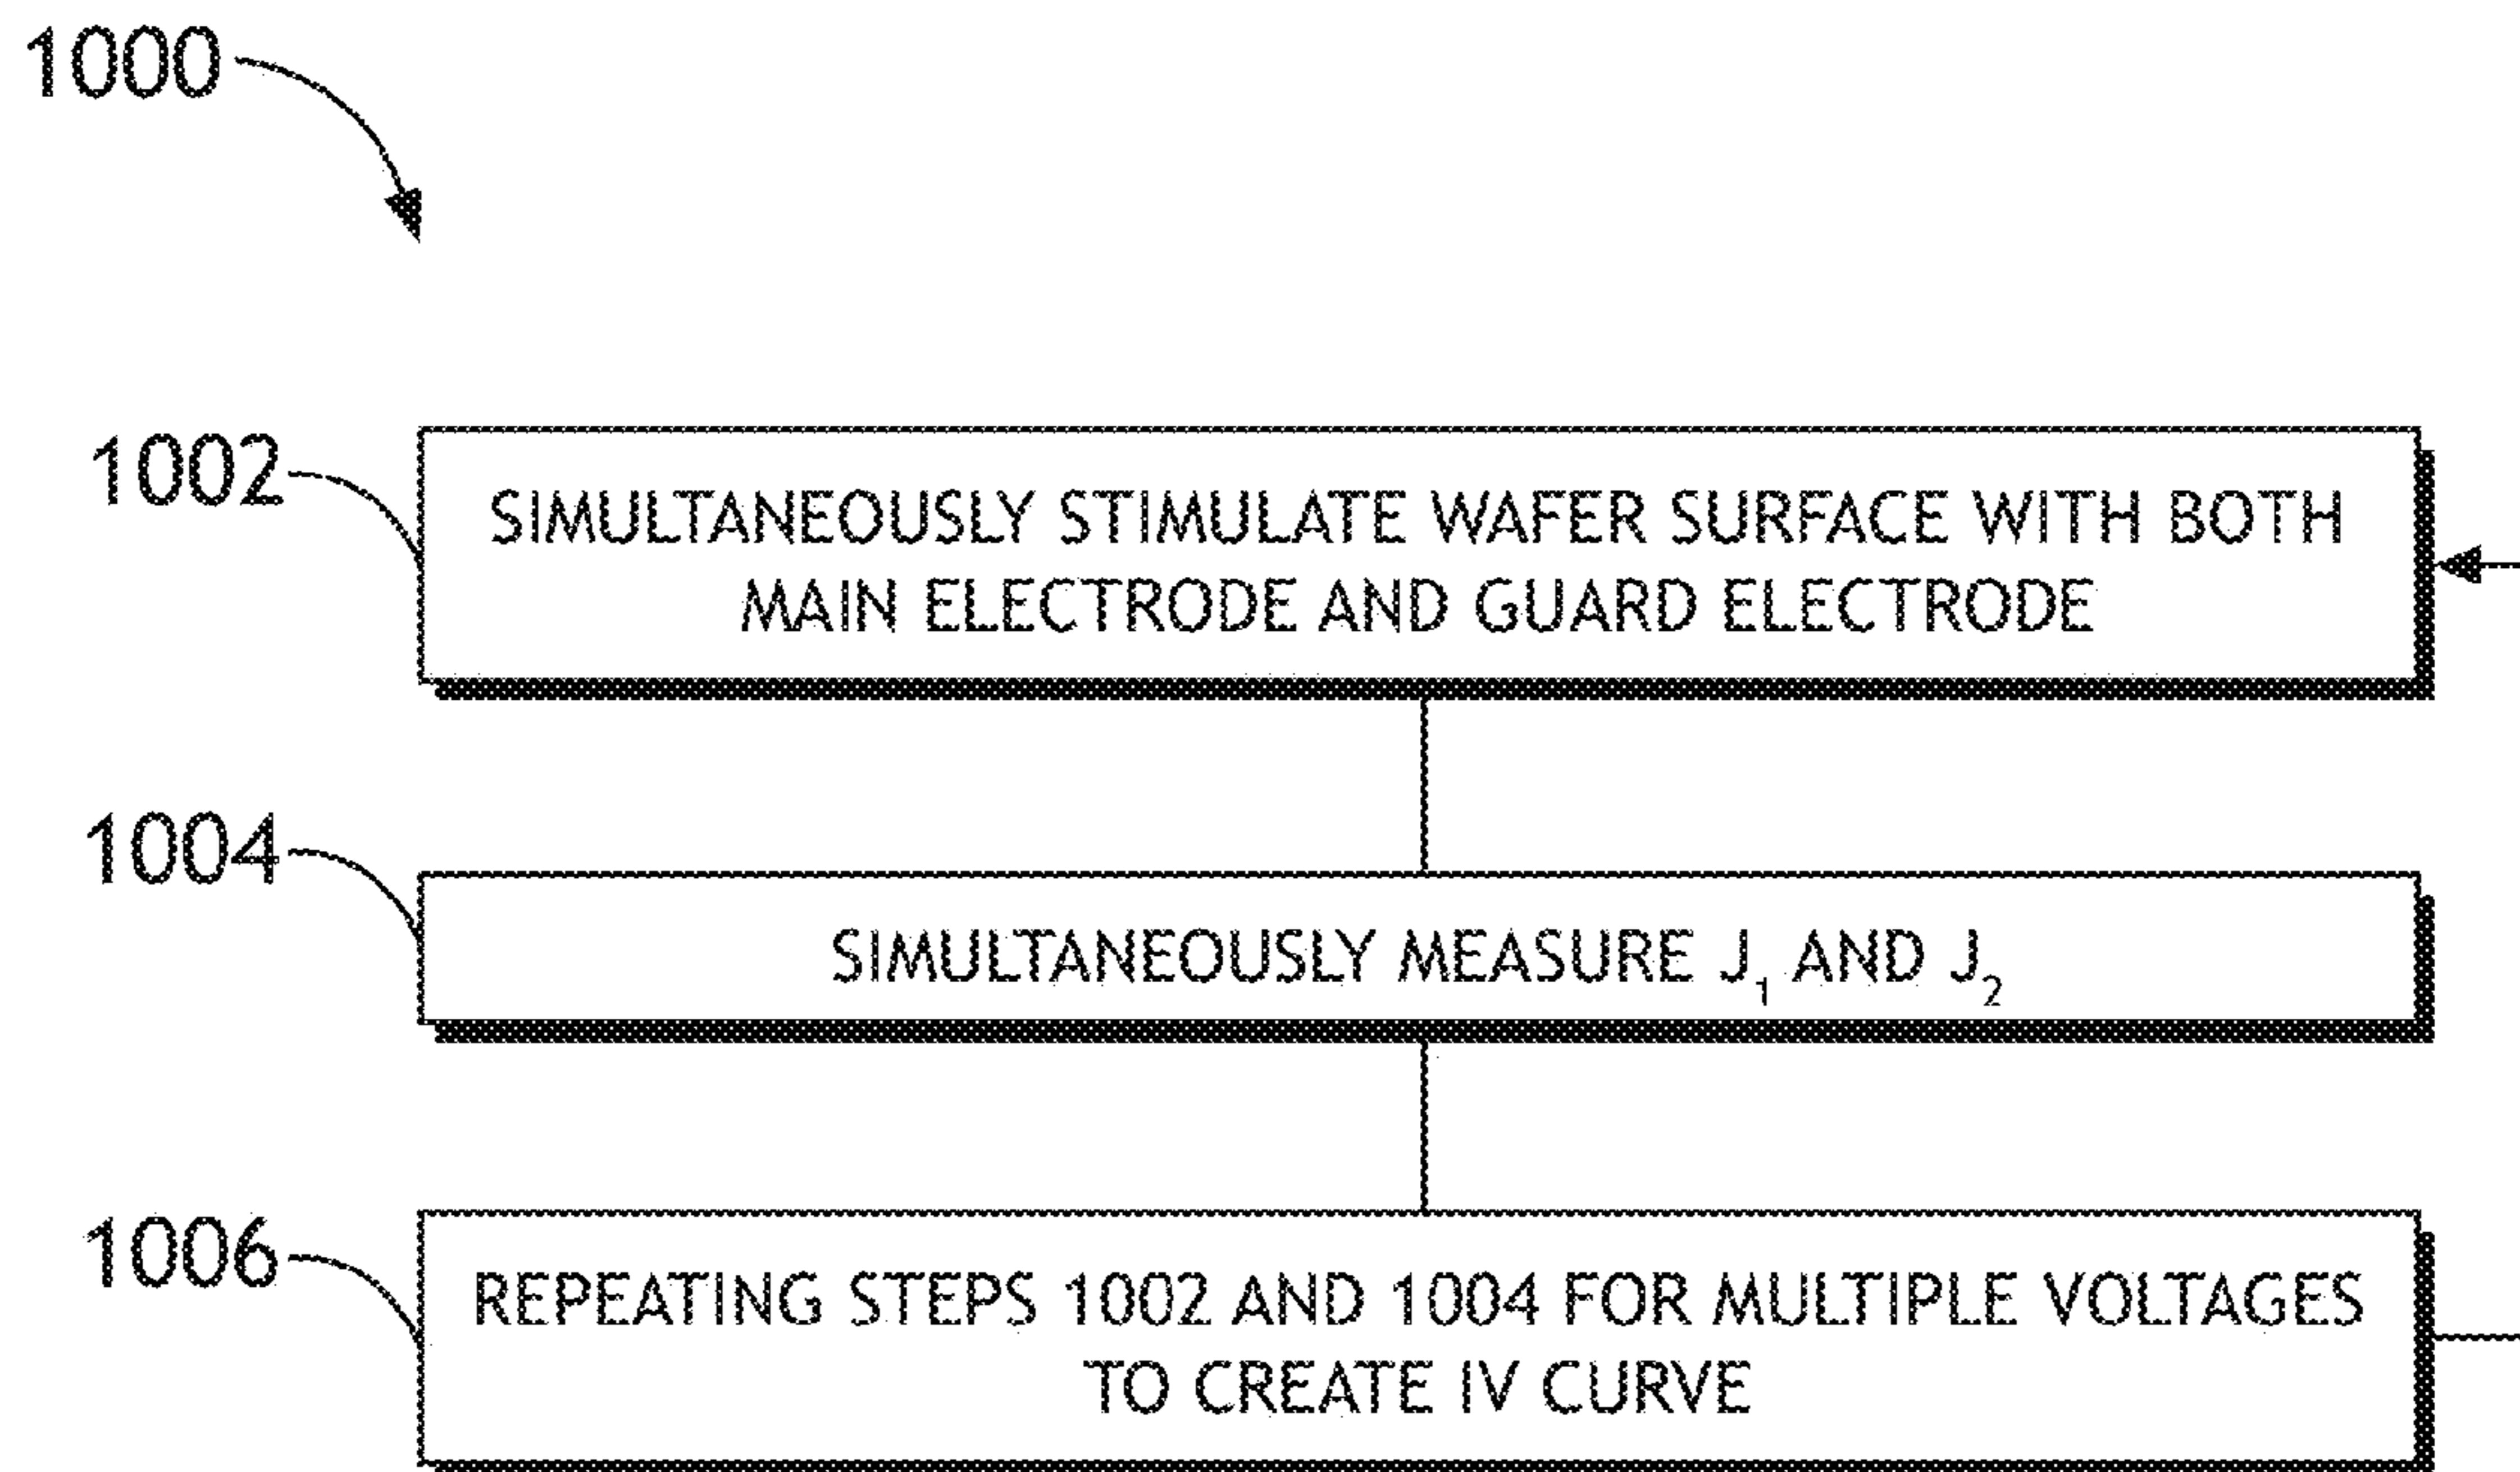 1000
1002
SIMULTANEOUSLY STIMULATE WAFER SURFACE WITH BOTH
MAIN ELECTRODE AND GUARD ELECTRODE
1004
SIMULTANEOUSLY MEASURE J₁ AND J₂
1006
REPEATING STEPS 1002 AND 1004 FOR MULTIPLE VOLTAGES
TO CREATE IV CURVE